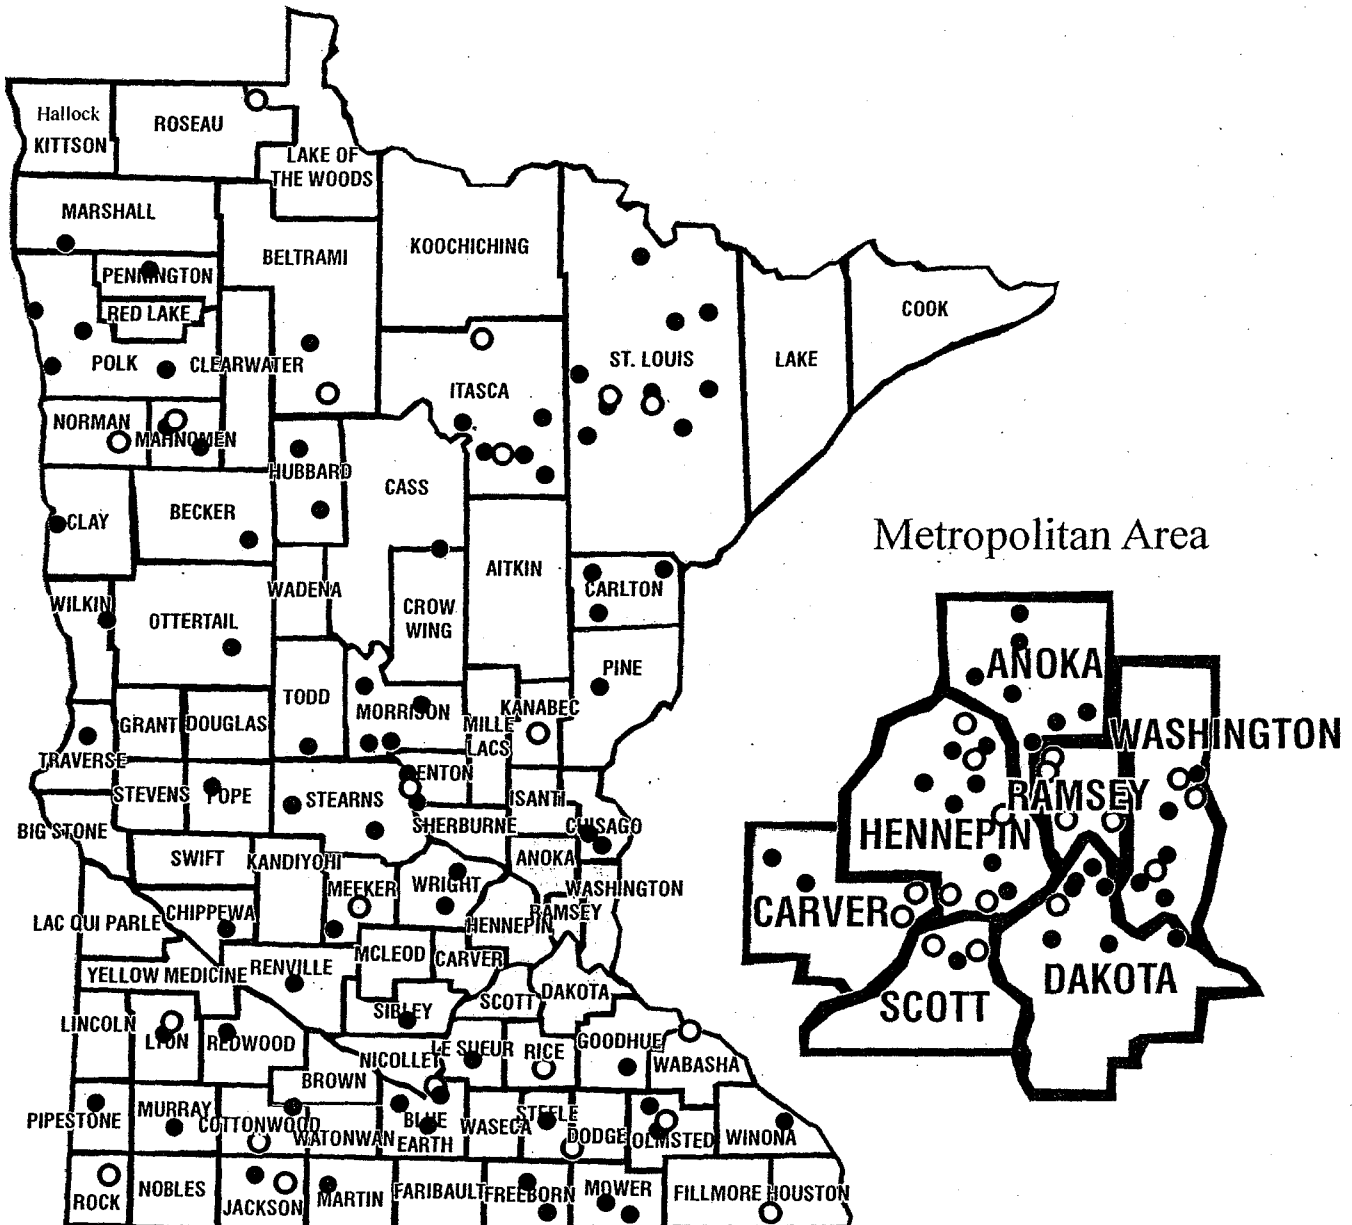 Hallock
KITTSON
ROSEAU
LAKE OF
THE WOODS
MARSHALL
BELTRAMI
KOOCHICHING
PENNINGTON
RED LAKE
POLK
CLEARWATER
ITASCA
ST. LOUIS
LAKE
COOK
NORMAN
MAHNOMEN
HUBBARD
CASS
CLAY
BECKER
Metropolitan Area
AITKIN
CARLTON
WADENA
WILKIN
OTTERTAIL
CROW
WING
PINE
TODD
MORRISON
MILLE
LACS
KANABEC
GRANT
DOUGLAS
TRAVERSE
STEVENS
POPE
STEARNS
BENTON
ISANTI
SHERBURNE
CHISAGO
BIG STONE
SWIFT
KANDIYOHI
MEEKER
WRIGHT
ANOKA
WASHINGTON
HENNEPIN
RAMSEY
LAC QUI PARLE
CHIPPEWA
MCLEOD
CARVER
YELLOW MEDICINE
RENVILLE
SIBLEY
SCOTT
DAKOTA
LINCOLN
LYON
REDWOOD
NICOLLET
LE SUEUR
RICE
GOODHUE
WABASHA
BROWN
PIPESTONE
MURRAY
COTTONWOOD
WATONWAN
BLUE
EARTH
WASECA
STEELE
DODGE
OLMSTED
WINONA
ROCK
NOBLES
JACKSON
MARTIN
FARIBAULT
FREEBORN
MOWER
FILLMORE
HOUSTON
ANOKA
WASHINGTON
RAMSEY
HENNEPIN
CARVER
SCOTT
DAKOTA